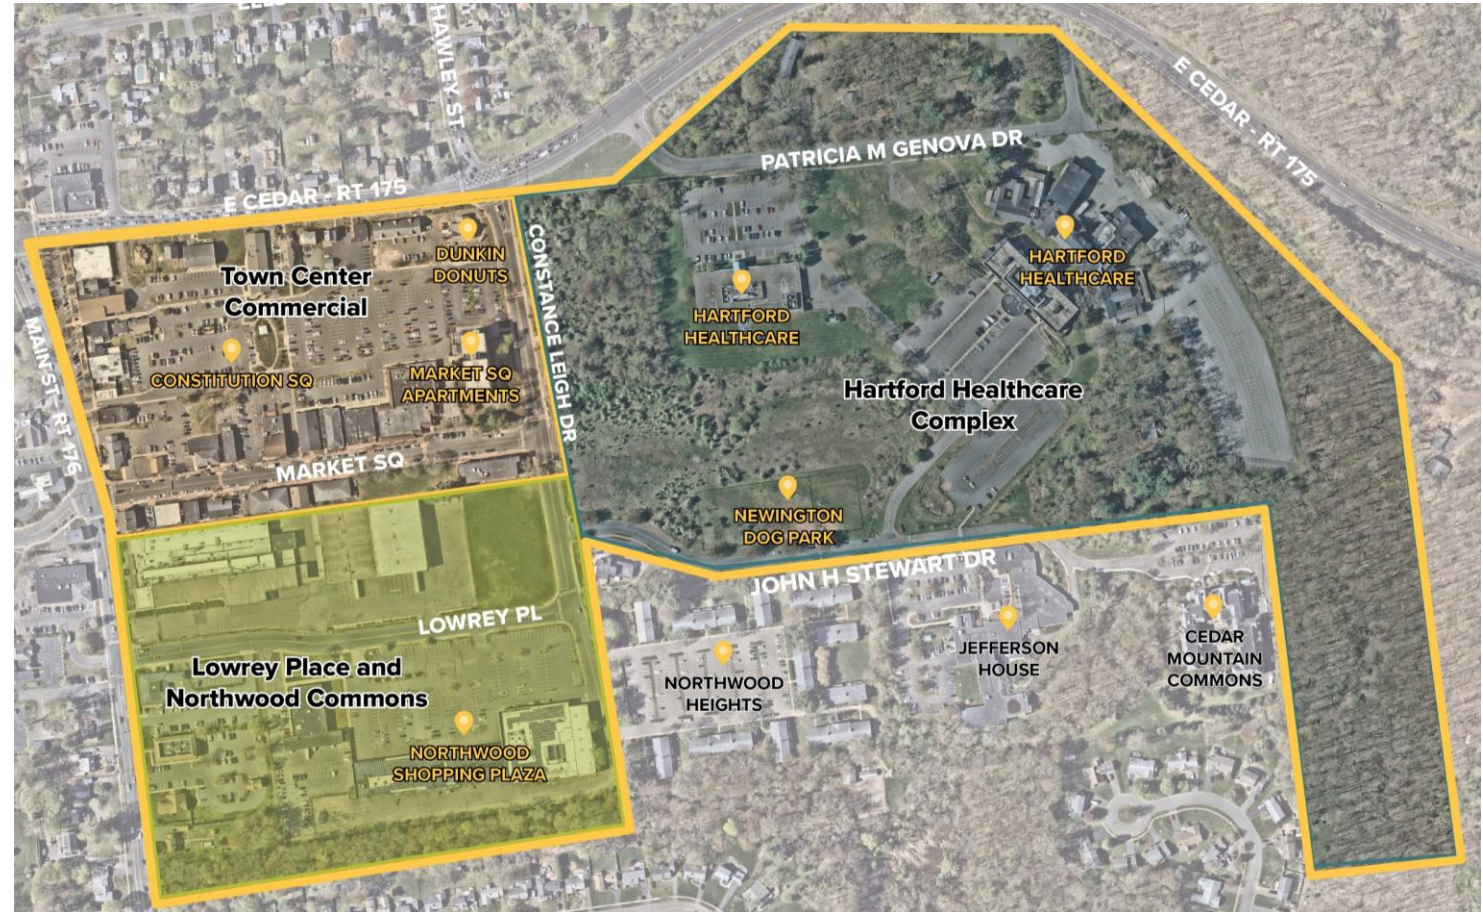 HAWLEY ST
E CEDAR - RT 175
E CEDAR - RT 175
PATRICIA M GENOVA DR
MAIN ST - RT 176
CONSTANCE LEIGH DR
DUNKIN
DONUTS
Town Center
Commercial
CONSTITUTION SQ
MARKET SQ
APARTMENTS
MARKET SQ
HARTFORD
HEALTHCARE
HARTFORD
HEALTHCARE
Hartford Healthcare
Complex
NEWINGTON
DOG PARK
JOHN H STEWART DR
LOWREY PL
Lowrey Place and
Northwood Commons
NORTHWOOD
SHOPPING PLAZA
NORTHWOOD
HEIGHTS
JEFFERSON
HOUSE
CEDAR
MOUNTAIN
COMMONS